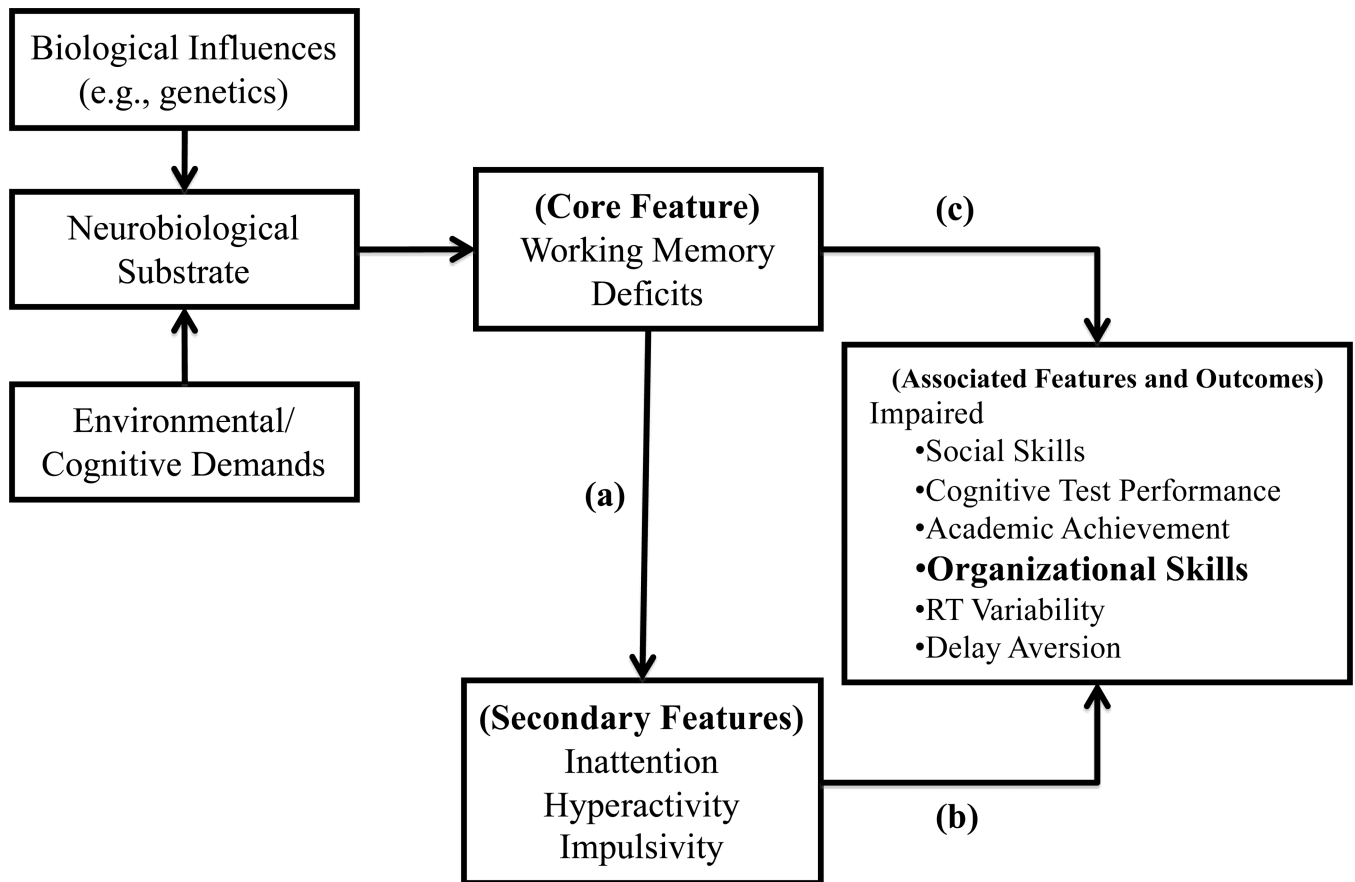 Biological Influences
(e.g., genetics)
Neurobiological
Substrate
Environmental/
Cognitive Demands
(Core Feature)
Working Memory
Deficits
(c)
(a)
(Associated Features and Outcomes)
Impaired
•Social Skills
•Cognitive Test Performance
•Academic Achievement
•Organizational Skills
•RT Variability
•Delay Aversion
(Secondary Features)
Inattention
Hyperactivity
Impulsivity
(b)